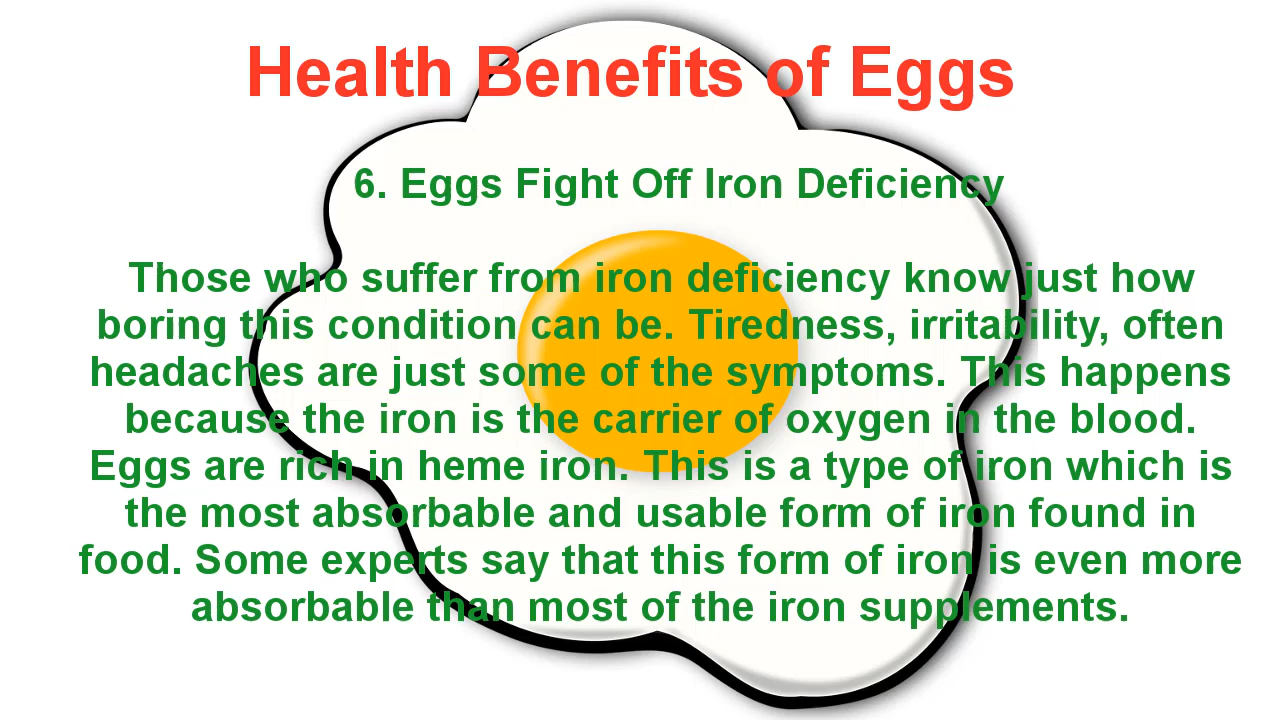 Health Benefits of Eggs
6. Eggs Fight Off Iron Deficiency
Those who suffer from iron deficiency know just how
boring this condition can be. Tiredness, irritability, often
headaches are just some of the symptoms. This happens
because the iron is the carrier of oxygen in the blood.
Eggs are rich in heme iron. This is a type of iron which is
the most absorbable and usable form of iron found in
food. Some experts say that this form of iron is even more
absorbable than most of the iron supplements.